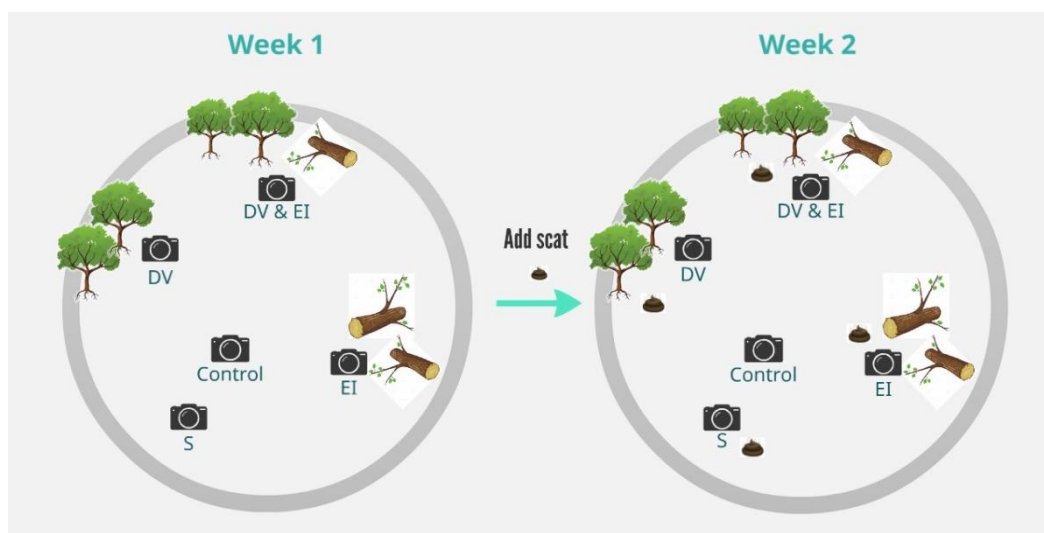 Week 1
DV & EI
DV
Control
EI
S
Add scat
Week 2
DV & EI
DV
Control
EI
S